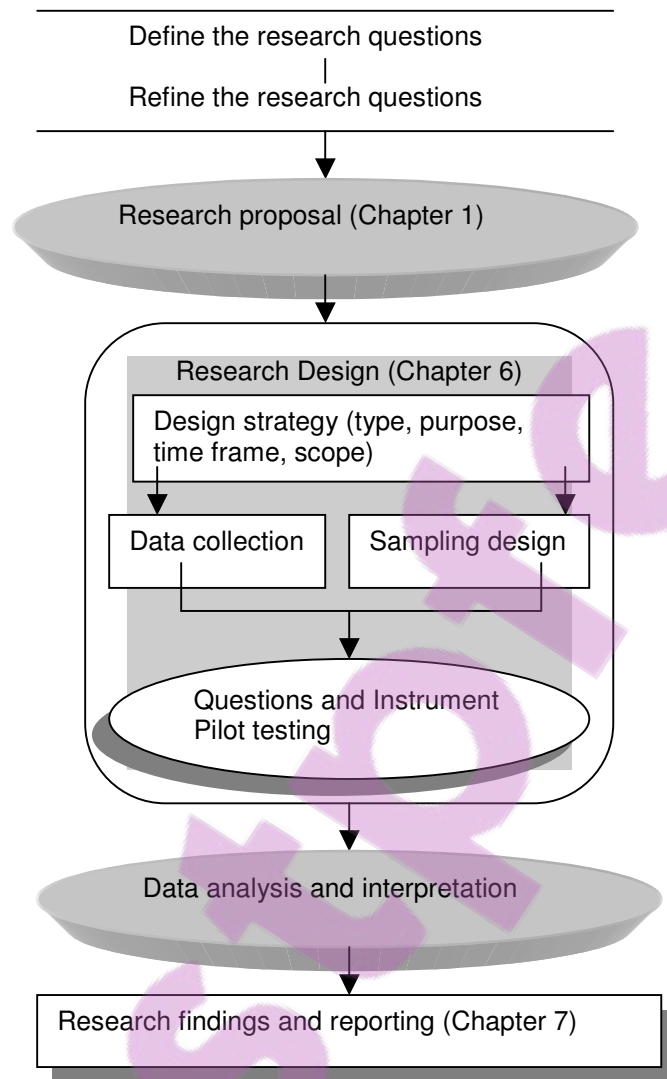 Define the research questions
Refine the research questions
Research proposal (Chapter 1)
Research Design (Chapter 6)
Design strategy (type, purpose,
time frame, scope)
Data collection
Sampling design
Questions and Instrument
Pilot testing
Data analysis and interpretation
Research findings and reporting (Chapter 7)